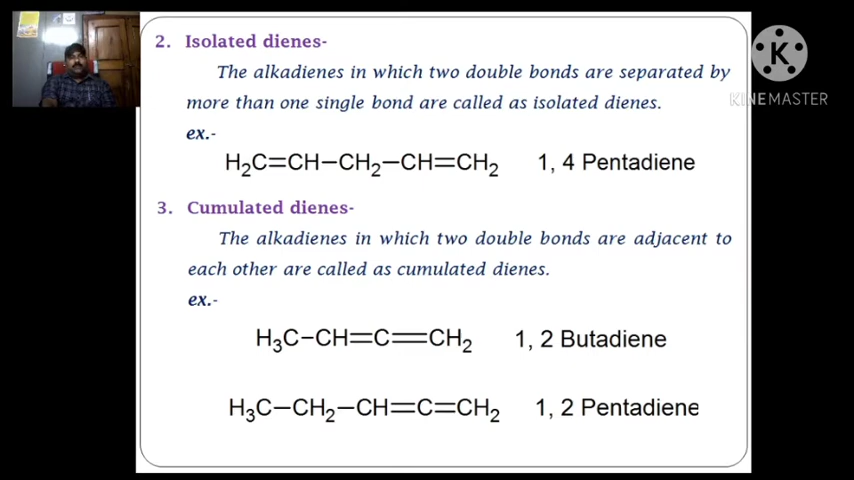 2. Isolated dienes-
The alkadienes in which two double bonds are separated by
more than one single bond are called as isolated dienes.
ex.-
H₂C=CH−CH₂−CH=CH₂ 1, 4 Pentadiene
3. Cumulated dienes-
The alkadienes in which two double bonds are adjacent to
each other are called as cumulated dienes.
ex.-
H₃C−CH=C=CH₂ 1, 2 Butadiene
H₃C−CH₂−CH=C=CH₂ 1, 2 Pentadiene
K
KINEMASTER